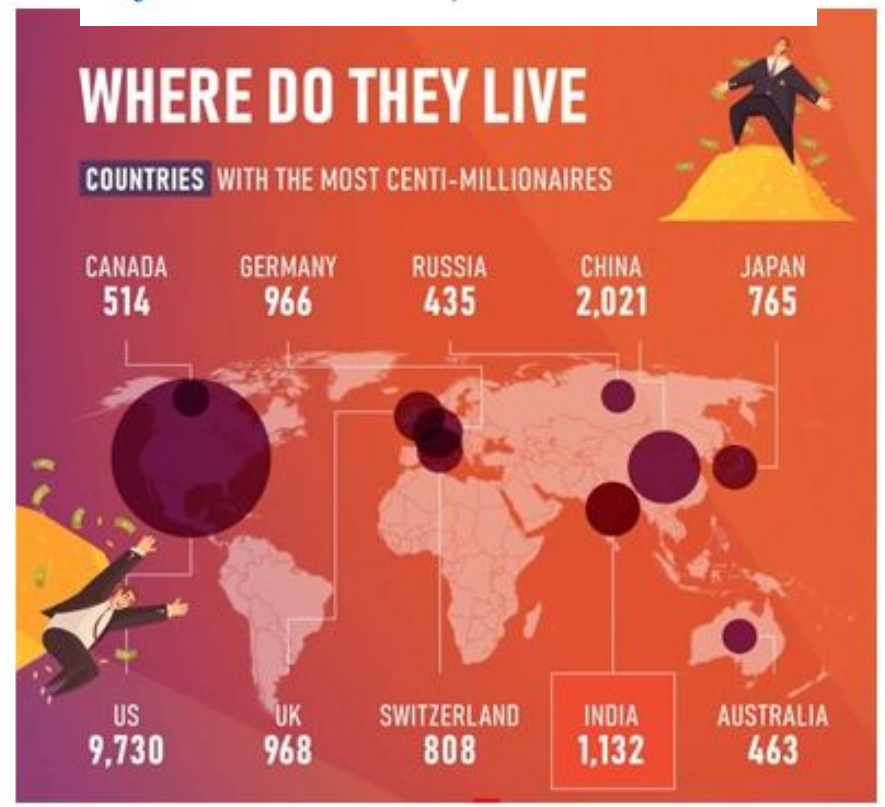 WHERE DO THEY LIVE
COUNTRIES WITH THE MOST CENTI-MILLIONAIRES
CANADA
514
GERMANY
966
RUSSIA
435
CHINA
2,021
JAPAN
765
US
9,730
UK
968
SWITZERLAND
808
INDIA
1,132
AUSTRALIA
463